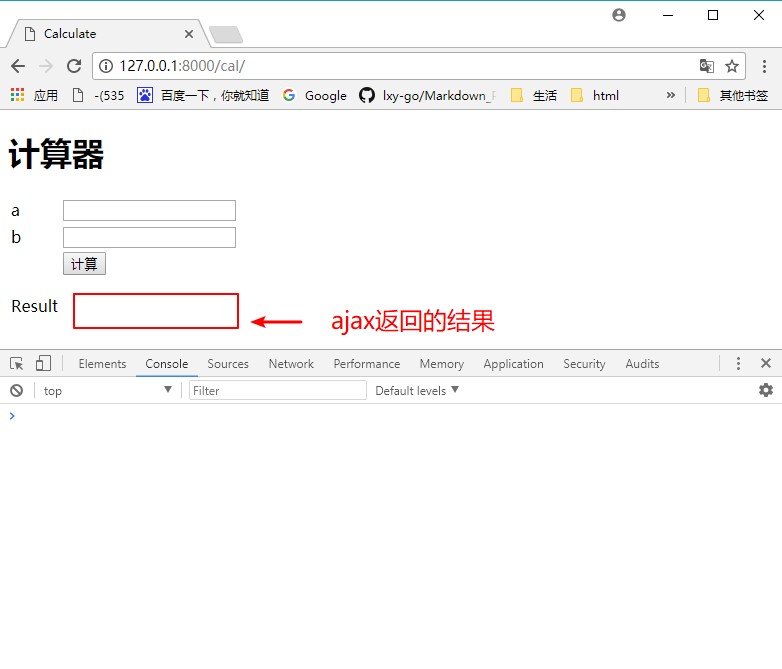 Calculate
127.0.0.1:8000/cal/
应用 -(535 百度一下，你就知道 Google lxy-go/Markdown_ 生活 html » 其他书签
计算器
a
b
计算
Result
ajax返回的结果
Elements Console Sources Network Performance Memory Application Security Audits
top Filter Default levels